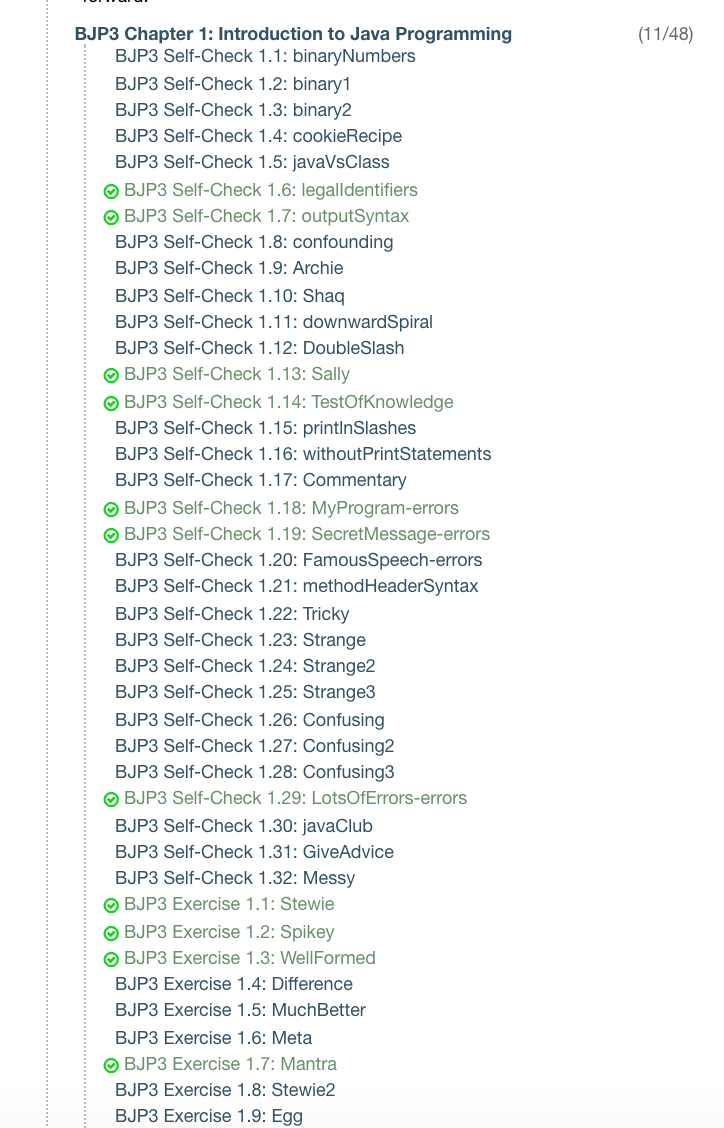 forward.
BJP3 Chapter 1: Introduction to Java Programming (11/48)
BJP3 Self-Check 1.1: binaryNumbers
BJP3 Self-Check 1.2: binary1
BJP3 Self-Check 1.3: binary2
BJP3 Self-Check 1.4: cookieRecipe
BJP3 Self-Check 1.5: javaVsClass
BJP3 Self-Check 1.6: legalIdentifiers
BJP3 Self-Check 1.7: outputSyntax
BJP3 Self-Check 1.8: confounding
BJP3 Self-Check 1.9: Archie
BJP3 Self-Check 1.10: Shaq
BJP3 Self-Check 1.11: downwardSpiral
BJP3 Self-Check 1.12: DoubleSlash
BJP3 Self-Check 1.13: Sally
BJP3 Self-Check 1.14: TestOfKnowledge
BJP3 Self-Check 1.15: printlnSlashes
BJP3 Self-Check 1.16: withoutPrintStatements
BJP3 Self-Check 1.17: Commentary
BJP3 Self-Check 1.18: MyProgram-errors
BJP3 Self-Check 1.19: SecretMessage-errors
BJP3 Self-Check 1.20: FamousSpeech-errors
BJP3 Self-Check 1.21: methodHeaderSyntax
BJP3 Self-Check 1.22: Tricky
BJP3 Self-Check 1.23: Strange
BJP3 Self-Check 1.24: Strange2
BJP3 Self-Check 1.25: Strange3
BJP3 Self-Check 1.26: Confusing
BJP3 Self-Check 1.27: Confusing2
BJP3 Self-Check 1.28: Confusing3
BJP3 Self-Check 1.29: LotsOfErrors-errors
BJP3 Self-Check 1.30: javaClub
BJP3 Self-Check 1.31: GiveAdvice
BJP3 Self-Check 1.32: Messy
BJP3 Exercise 1.1: Stewie
BJP3 Exercise 1.2: Spikey
BJP3 Exercise 1.3: WellFormed
BJP3 Exercise 1.4: Difference
BJP3 Exercise 1.5: MuchBetter
BJP3 Exercise 1.6: Meta
BJP3 Exercise 1.7: Mantra
BJP3 Exercise 1.8: Stewie2
BJP3 Exercise 1.9: Egg